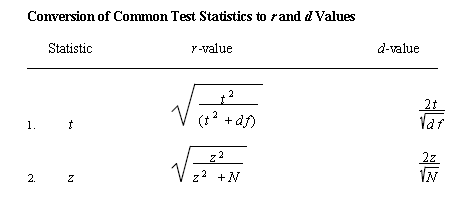 Conversion of Common Test Statistics to r and d Values
Statistic r-value d-value
1. t √(t² / (t² + df)) 2t / √df
2. z √(z² / (z² + N)) 2z / √N